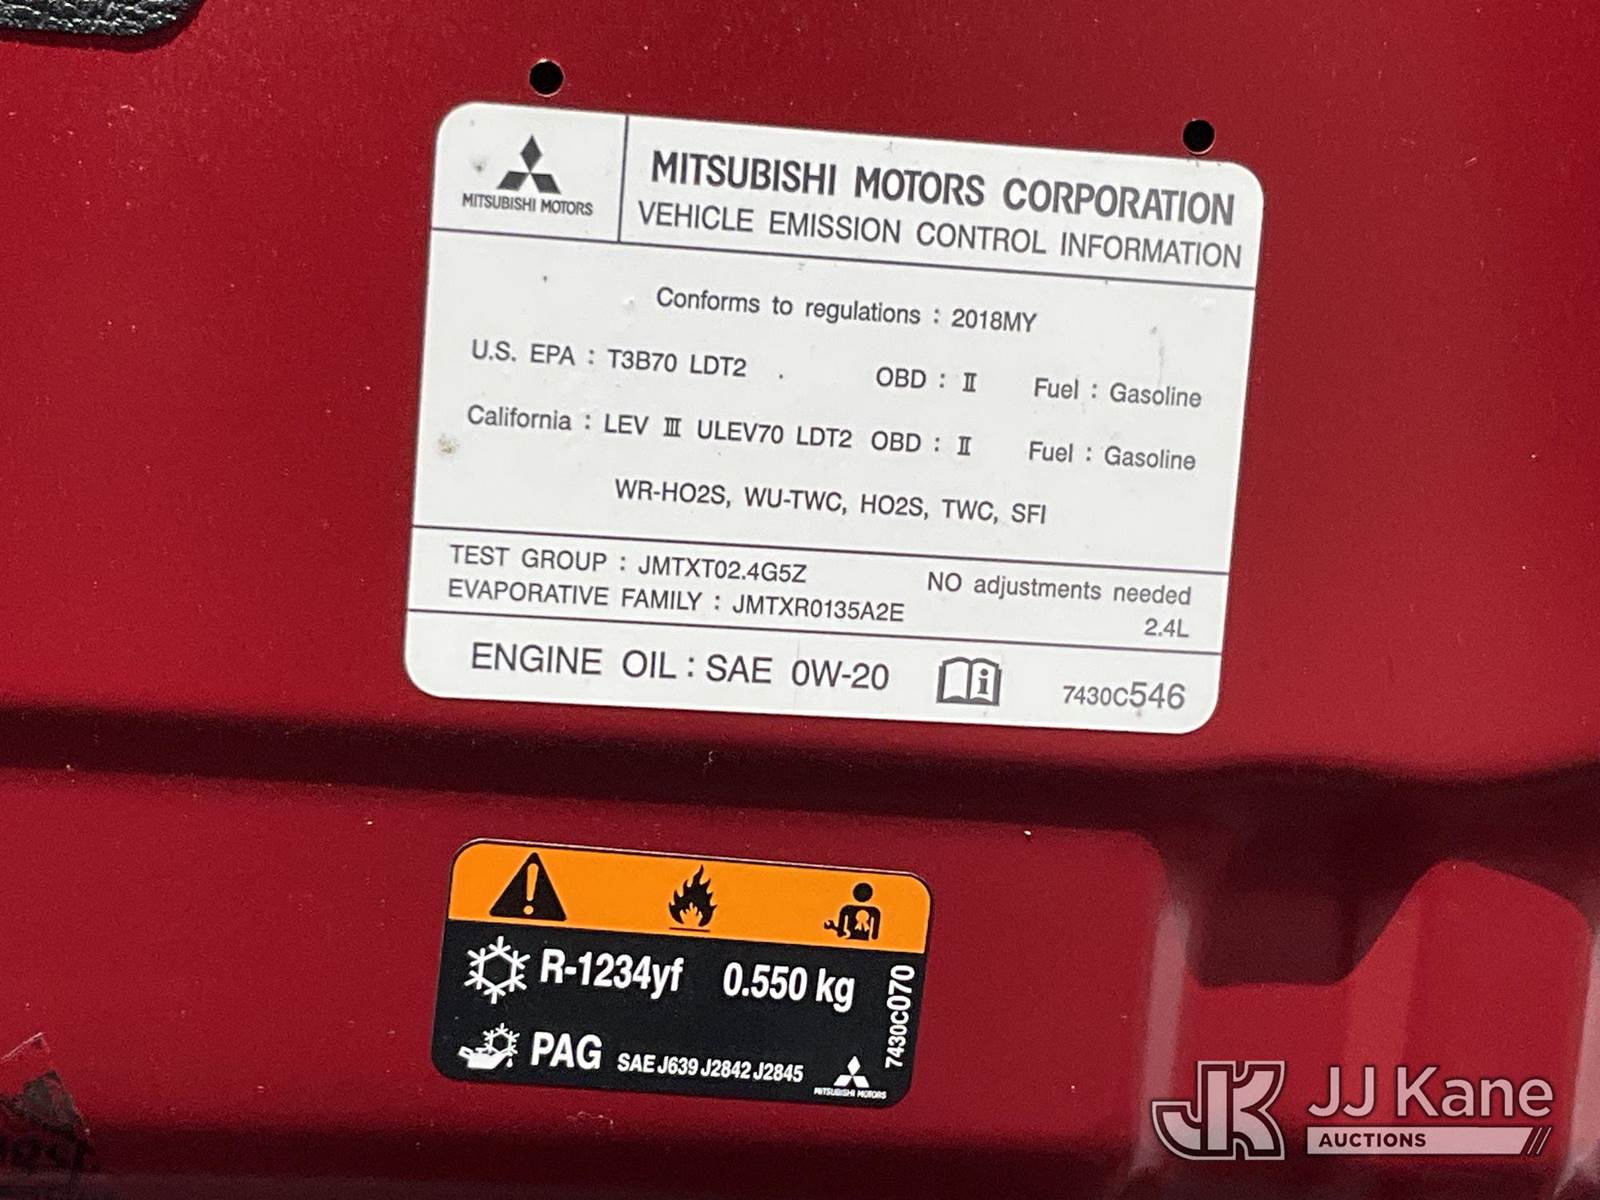 MITSUBISHI MOTORS
MITSUBISHI MOTORS CORPORATION
VEHICLE EMISSION CONTROL INFORMATION
Conforms to regulations : 2018MY
U.S. EPA : T3B70 LDT2 OBD : Ⅱ Fuel : Gasoline
California : LEV Ⅲ ULEV70 LDT2 OBD : Ⅱ Fuel : Gasoline
WR-HO2S, WU-TWC, HO2S, TWC, SFI
TEST GROUP : JMTXT02.4G5Z
EVAPORATIVE FAMILY : JMTXR0135A2E
NO adjustments needed
2.4L
ENGINE OIL : SAE 0W-20
7430C546
R-1234yf 0.550 kg
PAG SAE J639 J2842 J2845
7430C070
MITSUBISHI MOTORS
JK JJ Kane
AUCTIONS